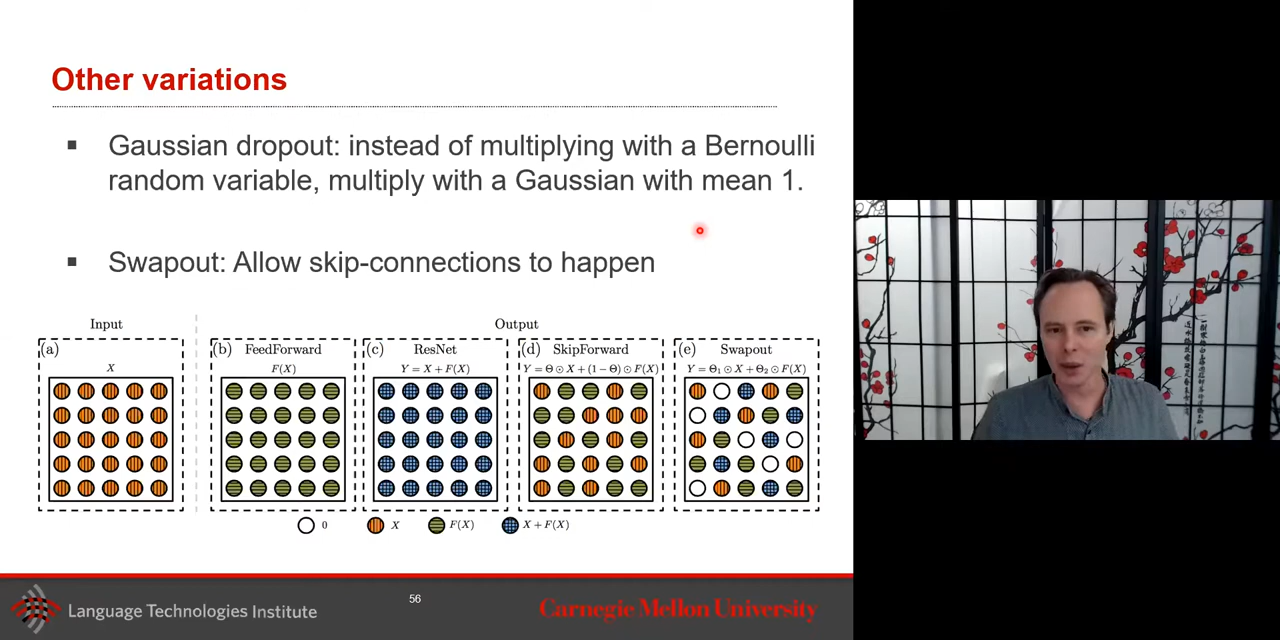 Other variations
Gaussian dropout: instead of multiplying with a Bernoulli
random variable, multiply with a Gaussian with mean 1.
Swapout: Allow skip-connections to happen
Input
Output
(a)
X
(b) FeedForward
F(X)
(c) ResNet
Y = X + F(X)
(d) SkipForward
Y = Θ ⊙ X + (1 − Θ) ⊙ F(X)
(e) Swapout
Y = Θ₁ ⊙ X + Θ₂ ⊙ F(X)
0 X F(X) X + F(X)
56
Language Technologies Institute
Carnegie Mellon University